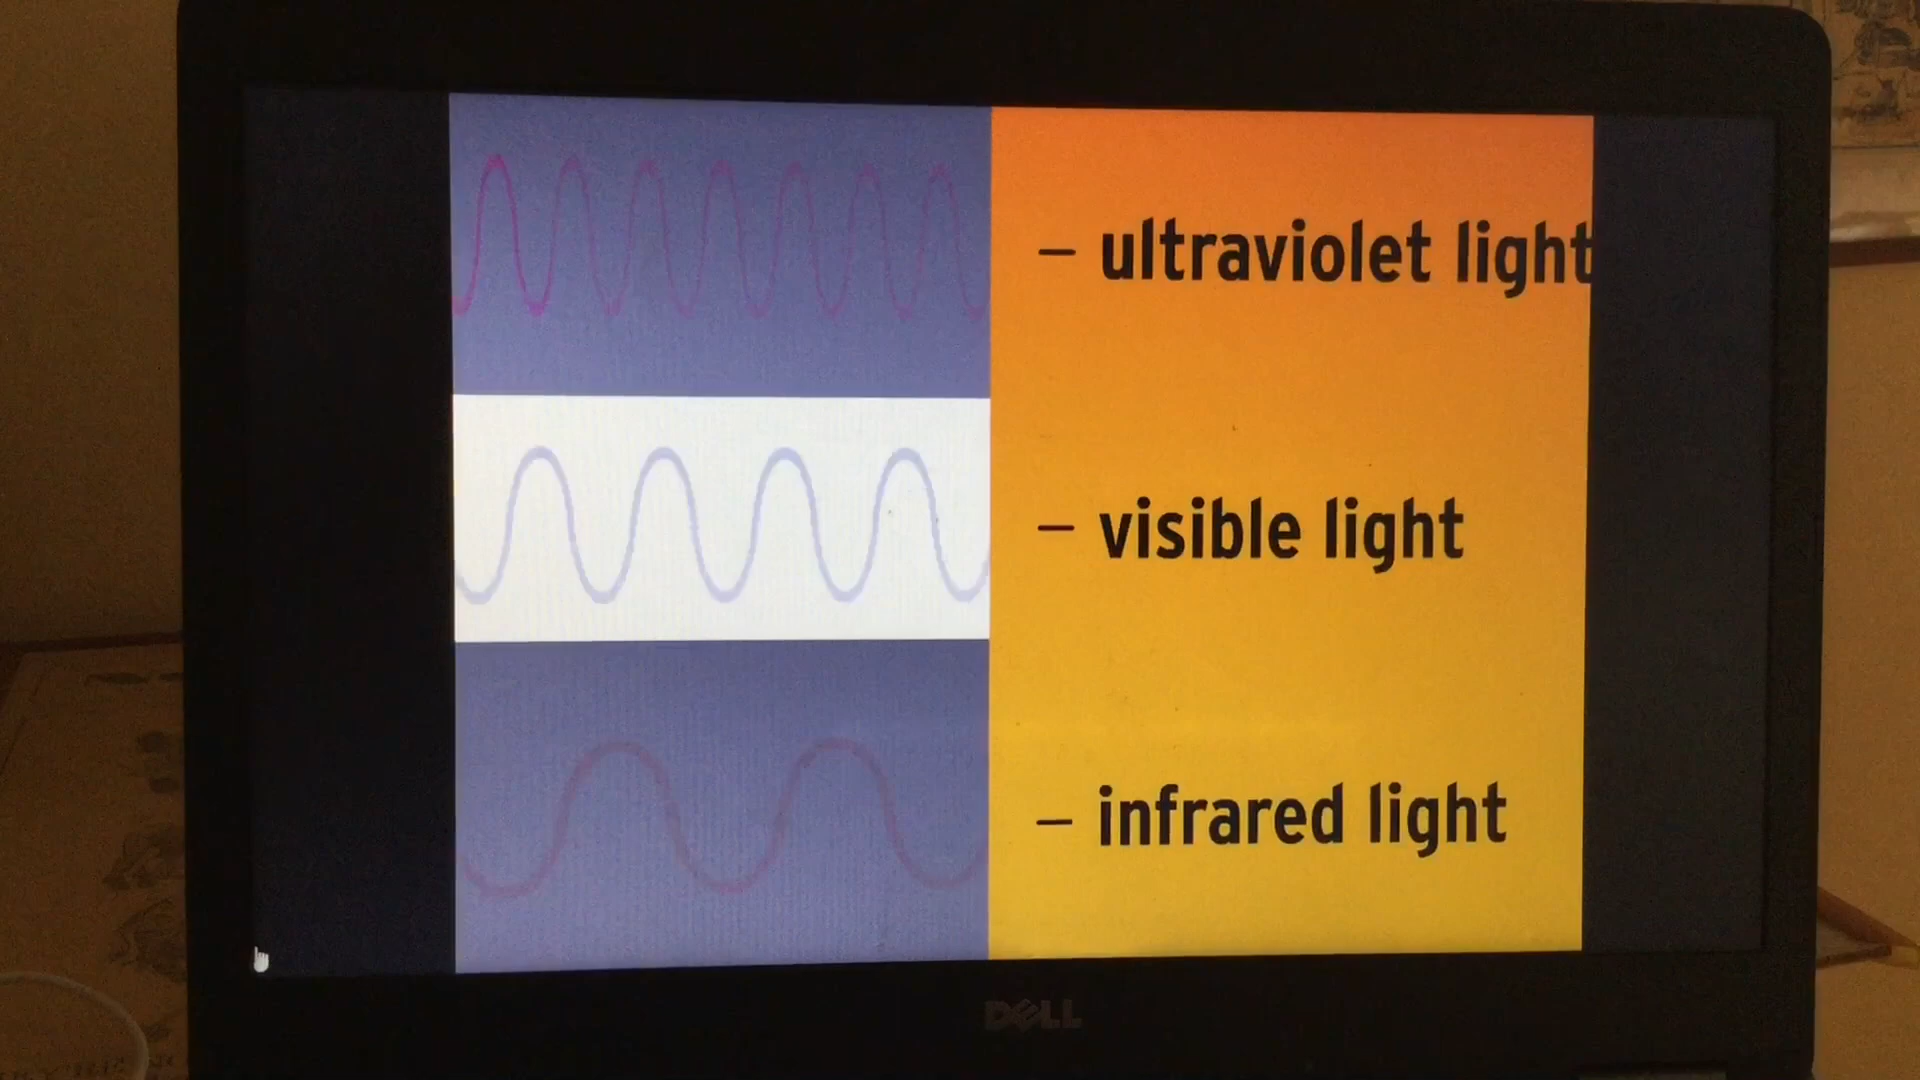 – ultraviolet light
– visible light
– infrared light
DELL